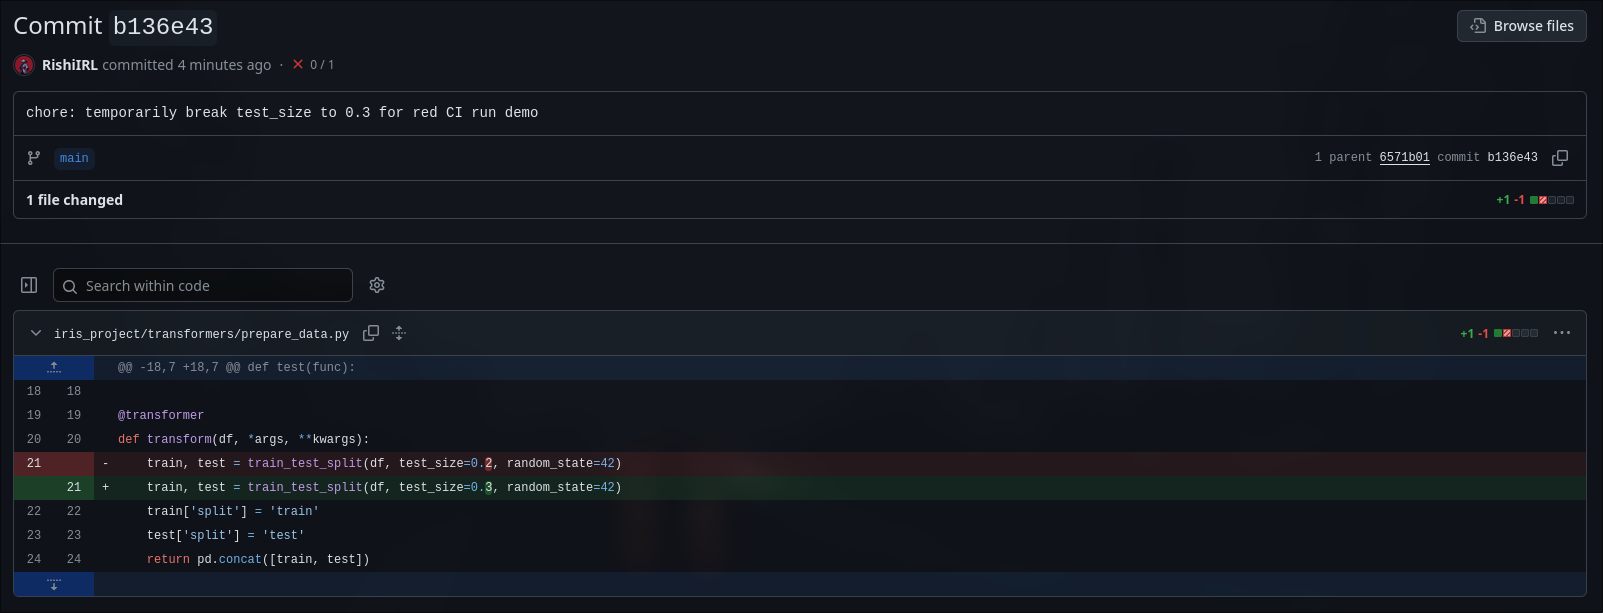 Commit b136e43
Browse files
RishiIRL committed 4 minutes ago · 0 / 1
chore: temporarily break test_size to 0.3 for red CI run demo
main
1 parent 6571b01 commit b136e43
1 file changed
+1 -1
Search within code
iris_project/transformers/prepare_data.py
+1 -1
@@ -18,7 +18,7 @@ def test(func):
18 18
19 19 @transformer
20 20 def transform(df, *args, **kwargs):
21 - train, test = train_test_split(df, test_size=0.2, random_state=42)
21 + train, test = train_test_split(df, test_size=0.3, random_state=42)
22 22 train['split'] = 'train'
23 23 test['split'] = 'test'
24 24 return pd.concat([train, test])